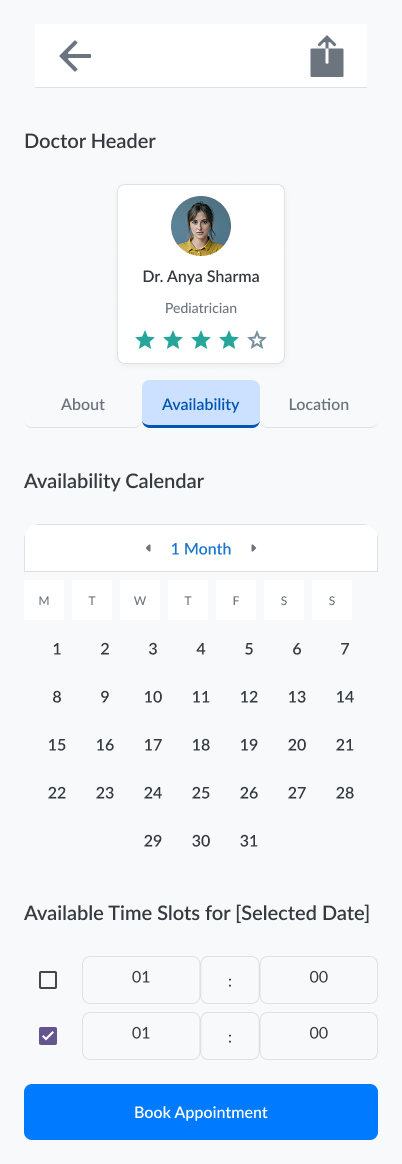 Doctor Header
Dr. Anya Sharma
Pediatrician
About Availability Location
Availability Calendar
1 Month
M T W T F S S
1 2 3 4 5 6 7
8 9 10 11 12 13 14
15 16 17 18 19 20 21
22 23 24 25 26 27 28
29 30 31
Available Time Slots for [Selected Date]
01 : 00
01 : 00
Book Appointment